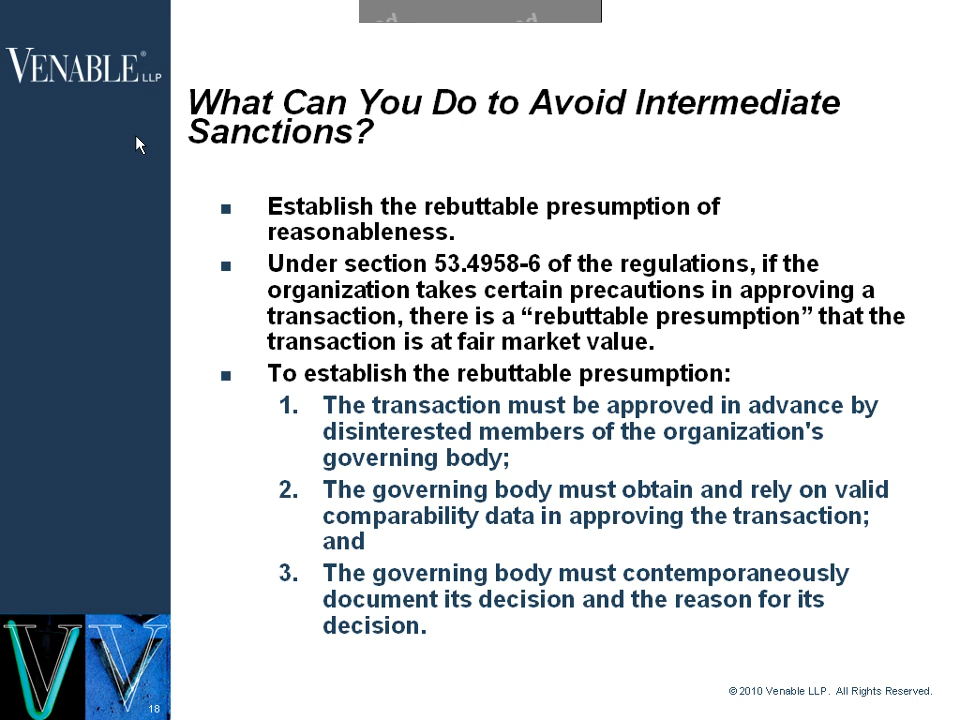 VENABLE® LLP
What Can You Do to Avoid Intermediate
Sanctions?
■ Establish the rebuttable presumption of
reasonableness.
■ Under section 53.4958-6 of the regulations, if the
organization takes certain precautions in approving a
transaction, there is a “rebuttable presumption” that the
transaction is at fair market value.
■ To establish the rebuttable presumption:
1. The transaction must be approved in advance by
disinterested members of the organization's
governing body;
2. The governing body must obtain and rely on valid
comparability data in approving the transaction;
and
3. The governing body must contemporaneously
document its decision and the reason for its
decision.
V V
18
© 2010 Venable LLP. All Rights Reserved.